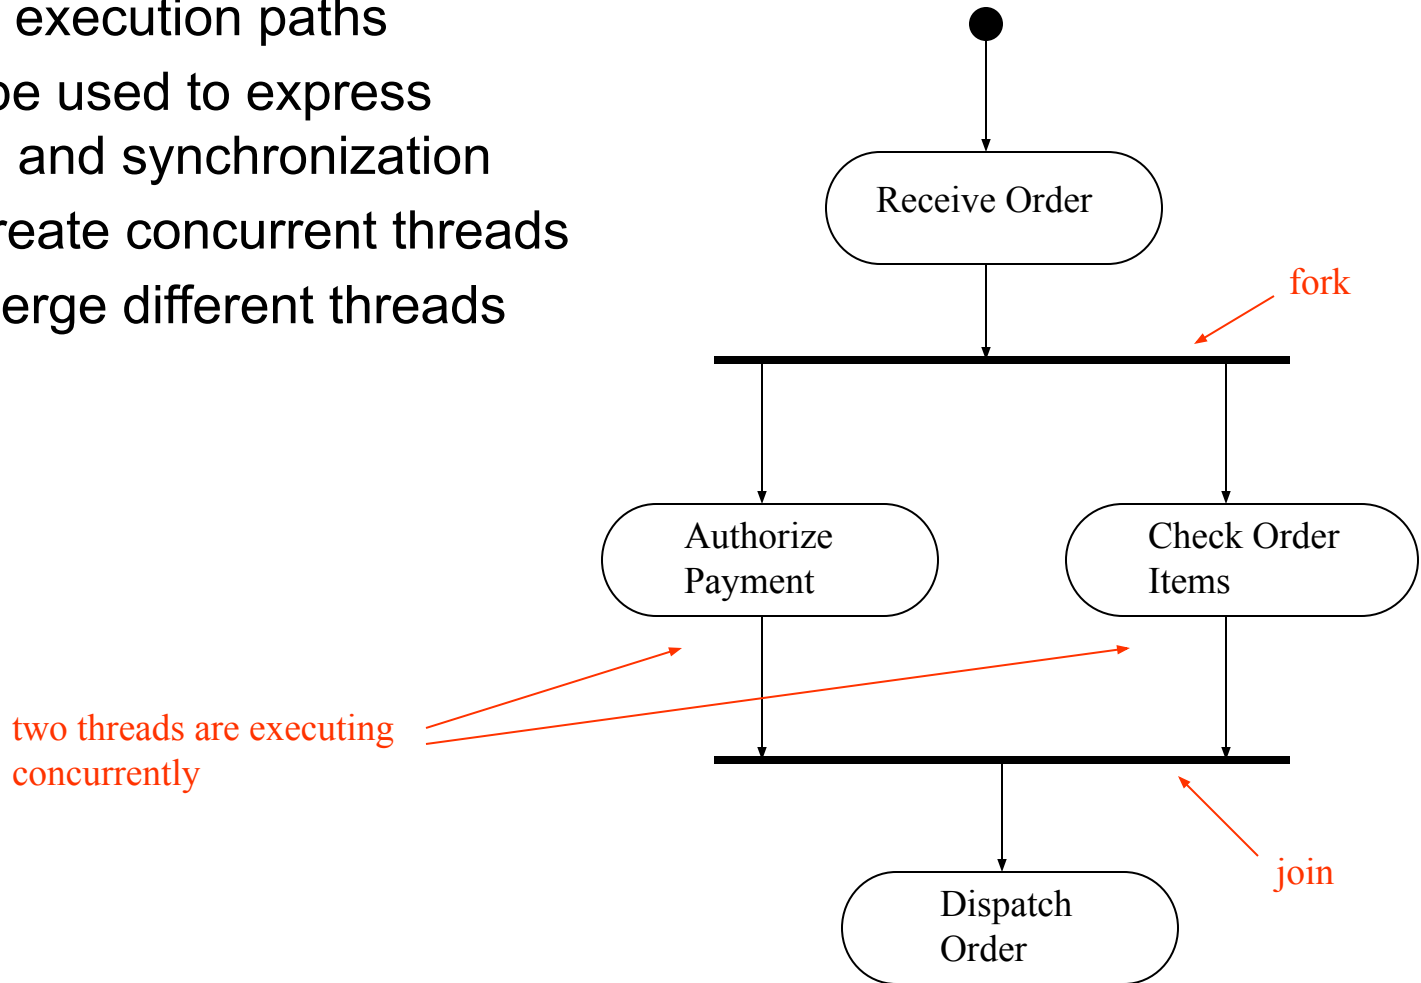 execution paths
be used to express
and synchronization
reate concurrent threads
erge different threads
Receive Order
fork
Authorize
Payment
Check Order
Items
two threads are executing
concurrently
join
Dispatch
Order